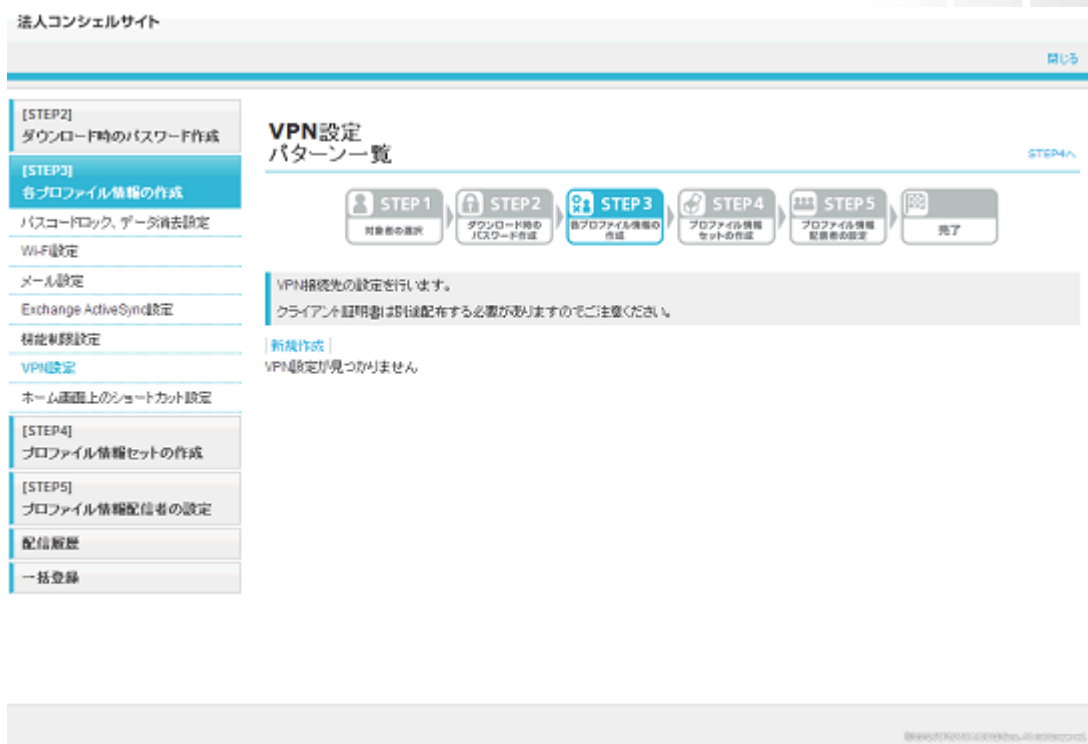 法人コンシェルサイト
閉じる
[STEP2]
ダウンロード時のパスワード作成
[STEP3]
各プロファイル情報の作成
パスコードロック、データ消去設定
Wi-Fi設定
メール設定
Exchange ActiveSync設定
機能制限設定
VPN設定
ホーム画面上のショートカット設定
[STEP4]
プロファイル情報セットの作成
[STEP5]
プロファイル情報配信者の設定
配信履歴
一括登録
VPN設定
パターン一覧
STEP4へ
STEP 1
対象者の選択
STEP 2
ダウンロード時の
パスワード作成
STEP 3
各プロファイル情報の
作成
STEP 4
プロファイル情報
セットの作成
STEP 5
プロファイル情報
配信者の設定
完了
VPN接続先の設定を行います。
クライアント証明書は別途配布する必要がありますのでご注意ください。
新規作成
VPN設定が見つかりません